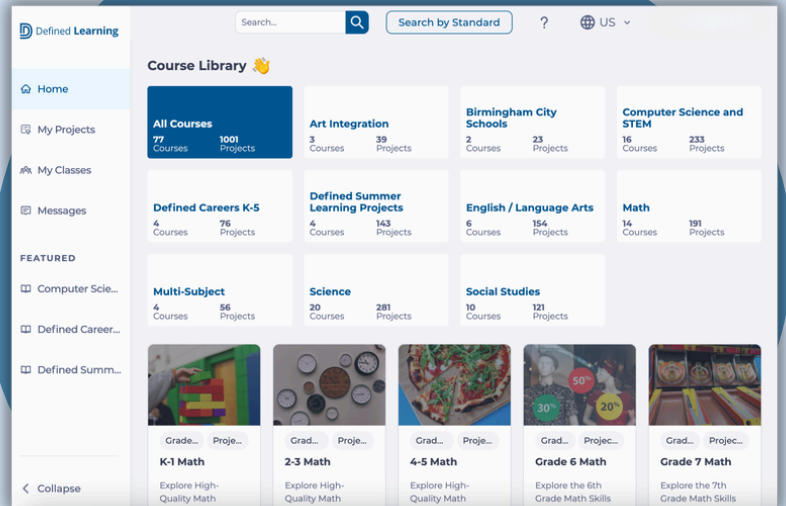 Defined Learning
Search...
Search by Standard
?
US
Home
My Projects
My Classes
Messages
FEATURED
Computer Scie...
Defined Career...
Defined Summ...
Collapse
Course Library 👋
All Courses
77 1001
Courses Projects
Art Integration
3 39
Courses Projects
Birmingham City
Schools
2 23
Courses Projects
Computer Science and
STEM
16 233
Courses Projects
Defined Careers K-5
4 76
Courses Projects
Defined Summer
Learning Projects
4 143
Courses Projects
English / Language Arts
6 154
Courses Projects
Math
14 191
Courses Projects
Multi-Subject
4 56
Courses Projects
Science
20 281
Courses Projects
Social Studies
10 121
Courses Projects
Grade... Proje...
K-1 Math
Explore High-
Quality Math
Grad... Proje...
2-3 Math
Explore High-
Quality Math
Grad... Proje...
4-5 Math
Explore High-
Quality Math
50%
30%
20%
Grad... Projec...
Grade 6 Math
Explore the 6th
Grade Math Skills
Grad... Projec...
Grade 7 Math
Explore the 7th
Grade Math Skills